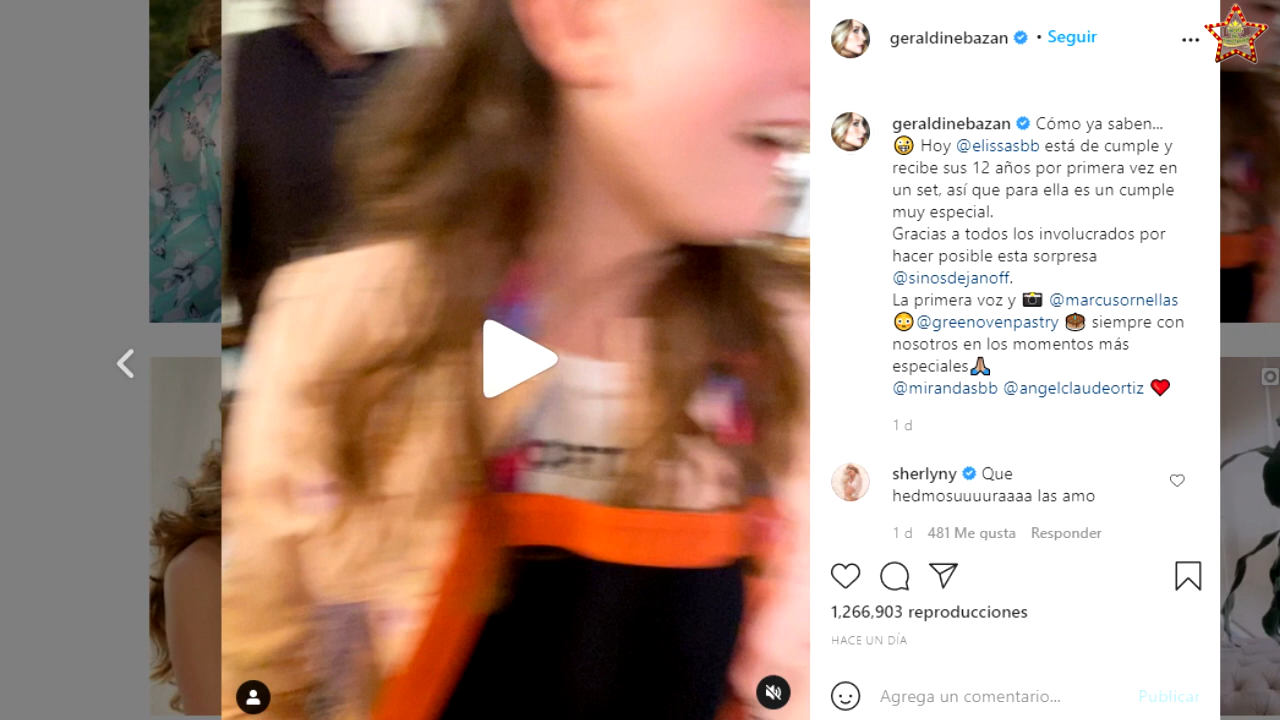 geraldinebazan • Seguir
geraldinebazan Cómo ya saben...
Hoy @elissasbb está de cumple y
recibe sus 12 años por primera vez en
un set, así que para ella es un cumple
muy especial.
Gracias a todos los involucrados por
hacer posible esta sorpresa
@sinosdejanoff.
La primera voz y 📷 @marcusornellas
😳@greenovenpastry 🎂 siempre con
nosotros en los momentos más
especiales🙏🏽
@mirandasbb @angelclaudeortiz ❤️
1 d
sherlyny Que
hedmosuuuuraaaa las amo
1 d 481 Me gusta Responder
1,266,903 reproducciones
HACE UN DÍA
Agrega un comentario... Publicar